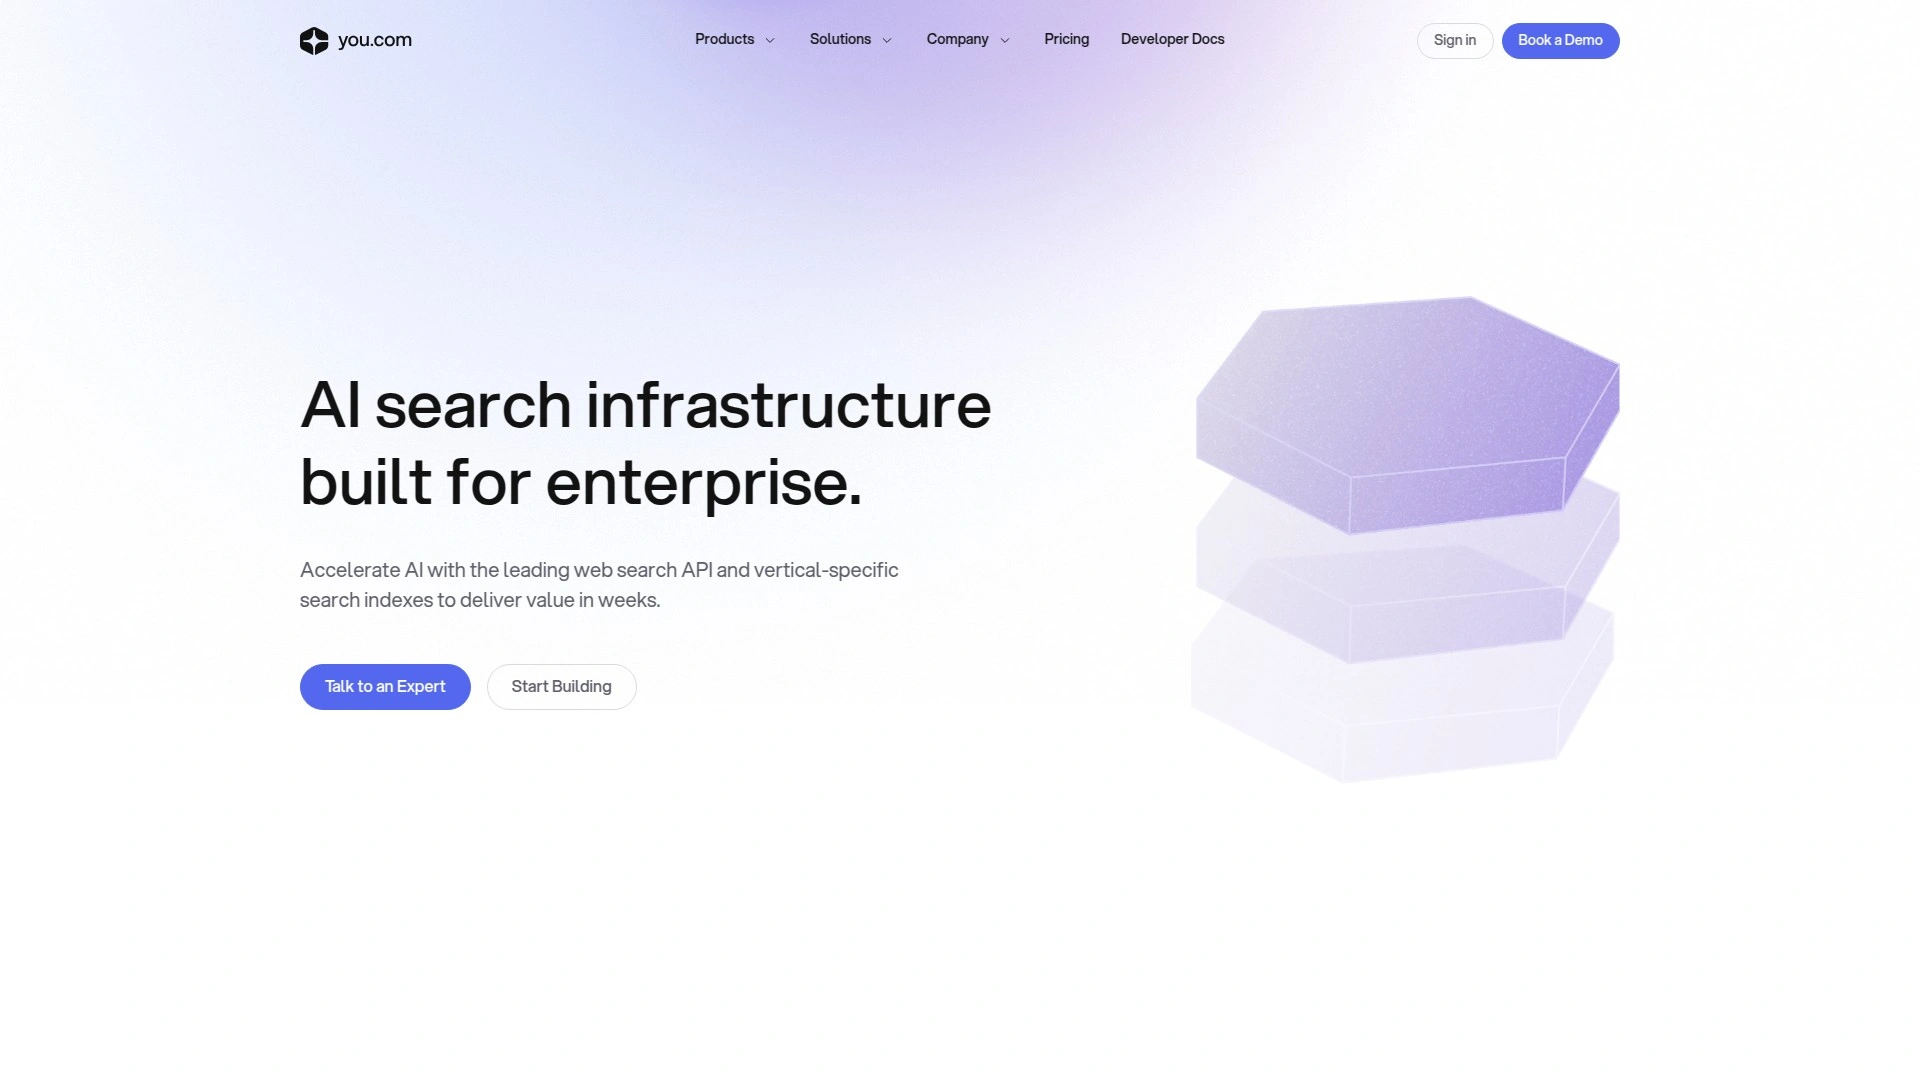 you.com
Products
Solutions
Company
Pricing
Developer Docs
Sign in
Book a Demo
AI search infrastructure
built for enterprise.
Accelerate AI with the leading web search API and vertical-specific
search indexes to deliver value in weeks.
Talk to an Expert
Start Building